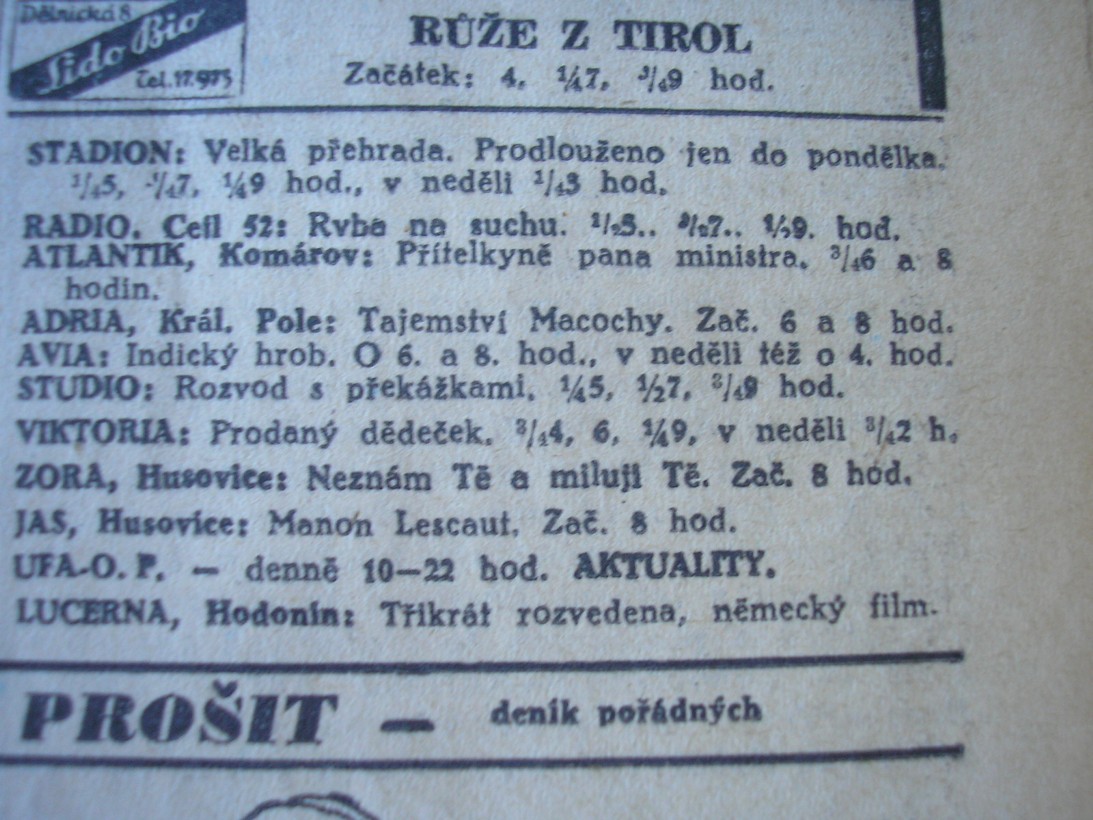 Dělnická 8
Lido Bio
Čel. 17.975
RŮŽE Z TIROL
Začátek: 4, ¼7, ¾9 hod.
STADION: Velká přehrada. Prodlouženo jen do pondělka.
¼5, ¼7, ¼9 hod., v neděli ¼3 hod.
RADIO, Cejl 52: Ryba na suchu. ½5., ½7., ½9. hod.
ATLANTIK, Komárov: Přítelkyně pana ministra. ¾6 a 8
hodin.
ADRIA, Král. Pole: Tajemství Macochy. Zač. 6 a 8 hod.
AVIA: Indický hrob. O 6. a 8. hod., v neděli též o 4. hod.
STUDIO: Rozvod s překážkami. ¼5, ½7, ¾9 hod.
VIKTORIA: Prodaný dědeček. ¾4, 6, ¼9, v neděli ¾2 h.
ZORA, Husovice: Neznám Tě a miluji Tě. Zač. 8 hod.
JAS, Husovice: Manon Lescaut. Zač. 8 hod.
UFA-O. P. — denně 10—22 hod. AKTUALITY.
LUCERNA, Hodonín: Třikrát rozvedena, německý film.
PROŠIT — deník pořádných